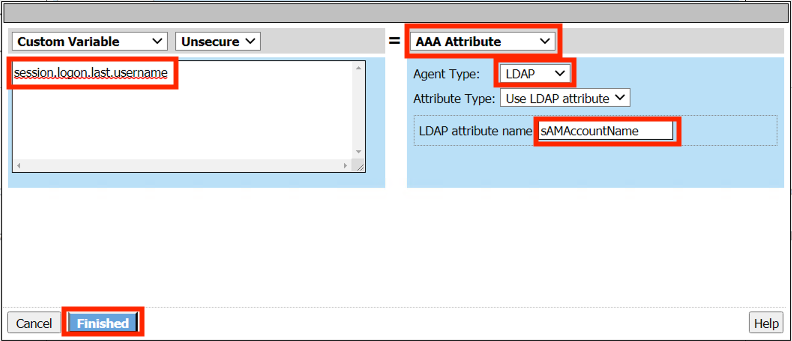 Custom Variable Unsecure = AAA Attribute
session.logon.last.username
Agent Type: LDAP
Attribute Type: Use LDAP attribute
LDAP attribute name sAMAccountName
Cancel Finished Help